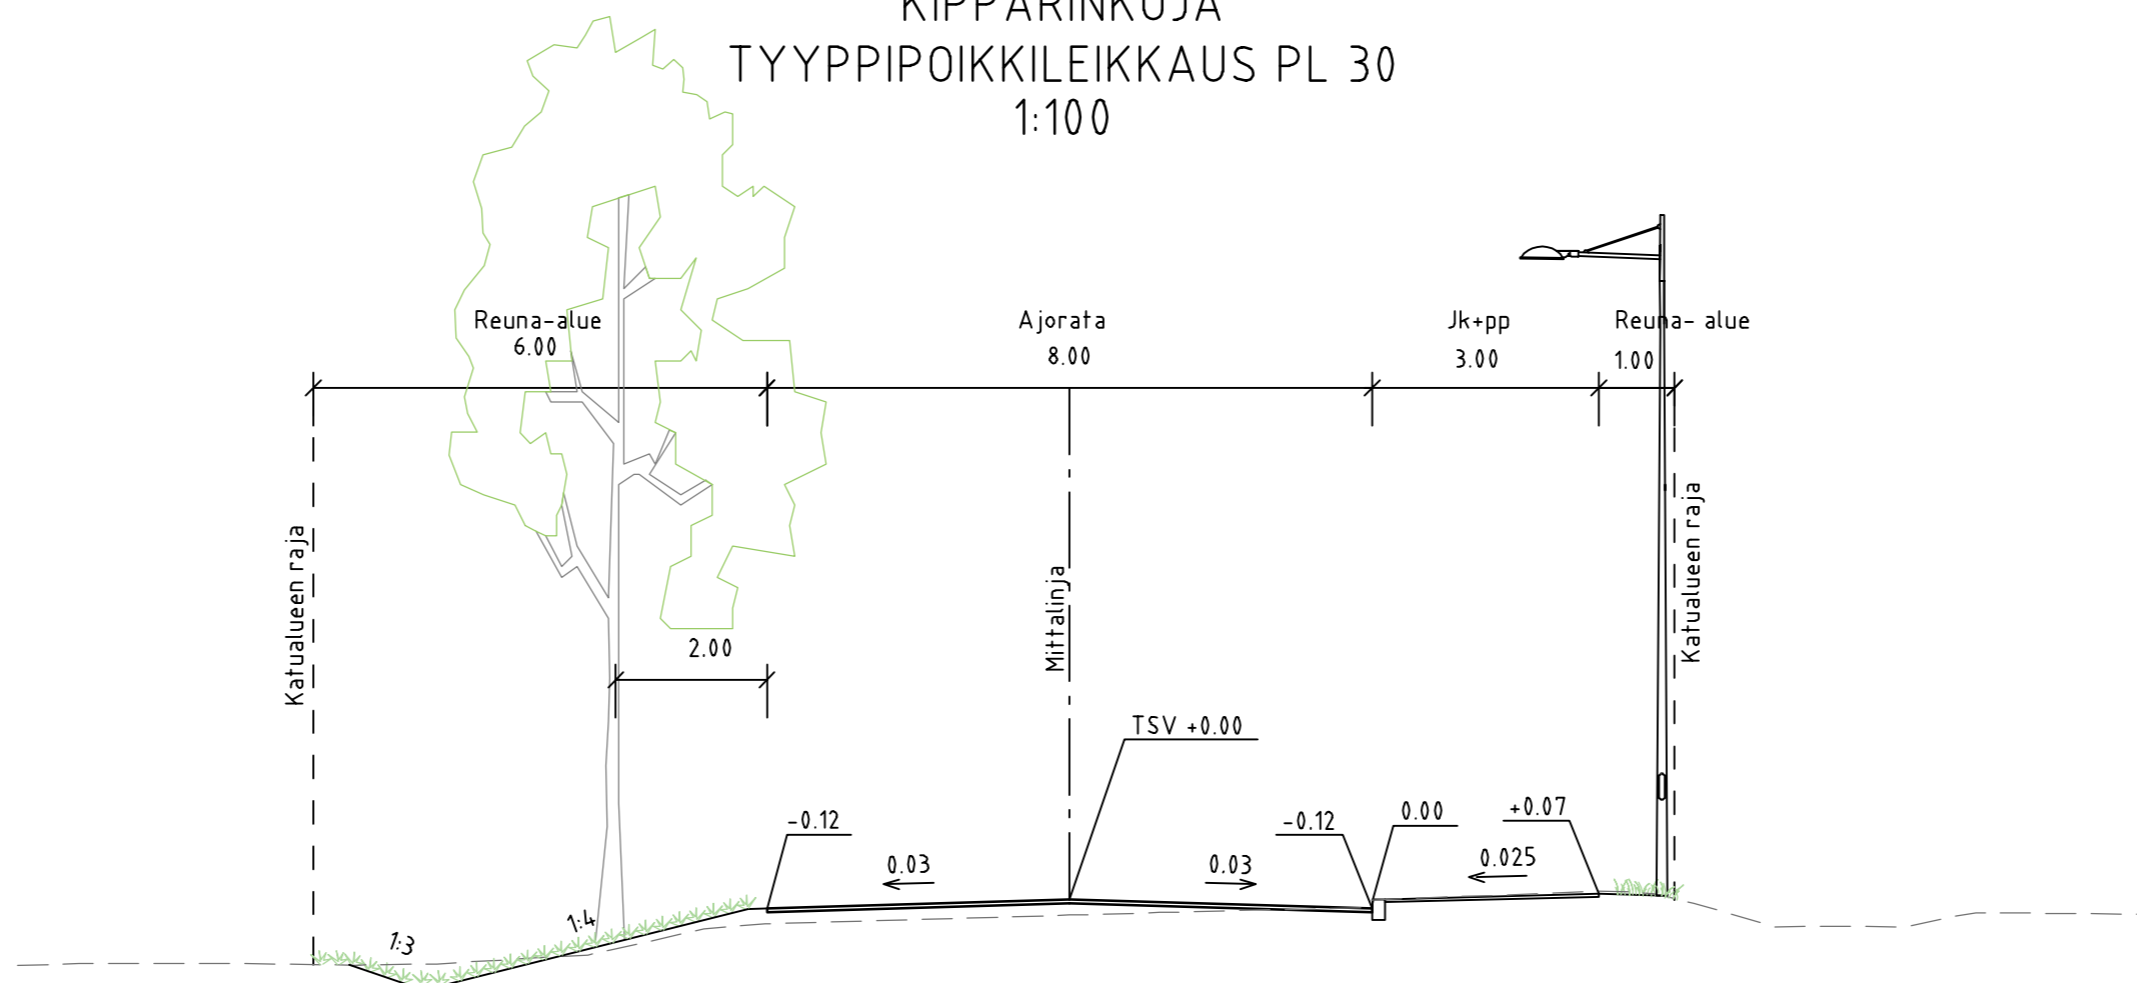 KIPPARINKUJA
TYYPPIPOIKKILEIKKAUS PL 30
1:100
Reuna-alue
6.00
Ajorata
8.00
Jk+pp
3.00
Reuna- alue
1.00
Katualueen raja
Mittalinja
Katualueen raja
2.00
TSV +0.00
-0.12
0.03
0.03
-0.12
0.00
+0.07
0.025
1:3
1:4